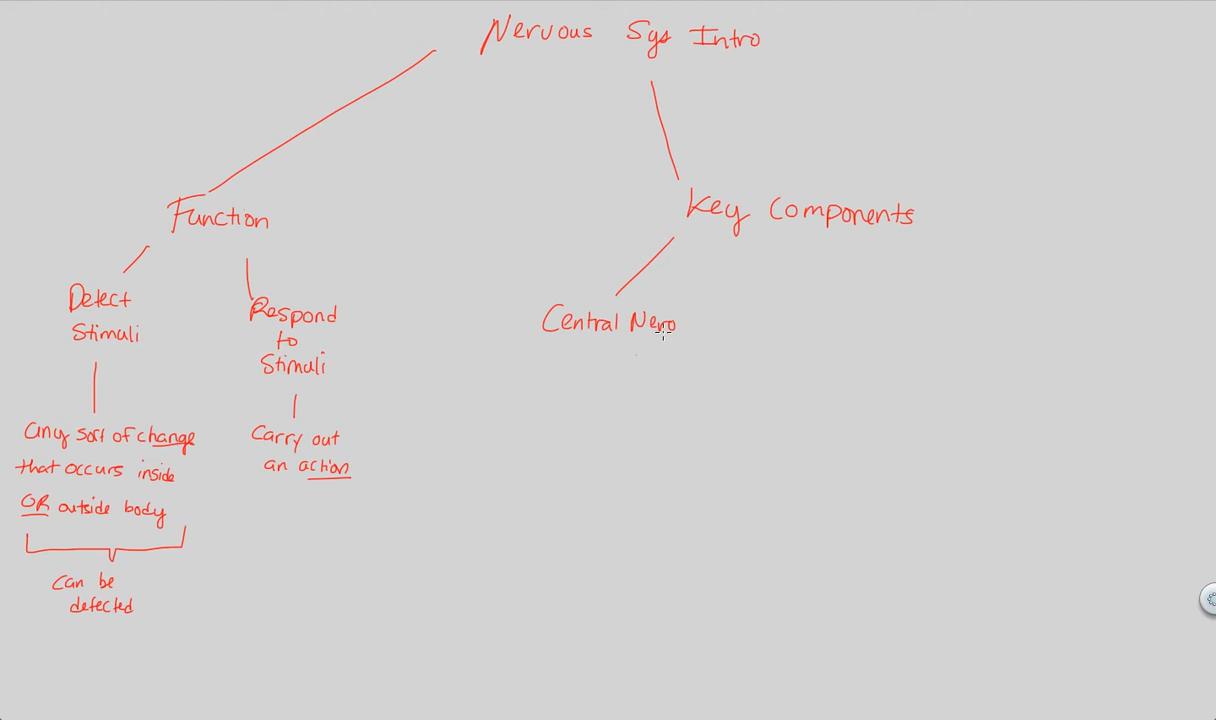 Nervous Sys Intro
Function
Key Components
Detect
Stimuli
Respond
to
Stimuli
Central Nero
any sort of change
that occurs inside
OR outside body
Carry out
an action
Can be
detected